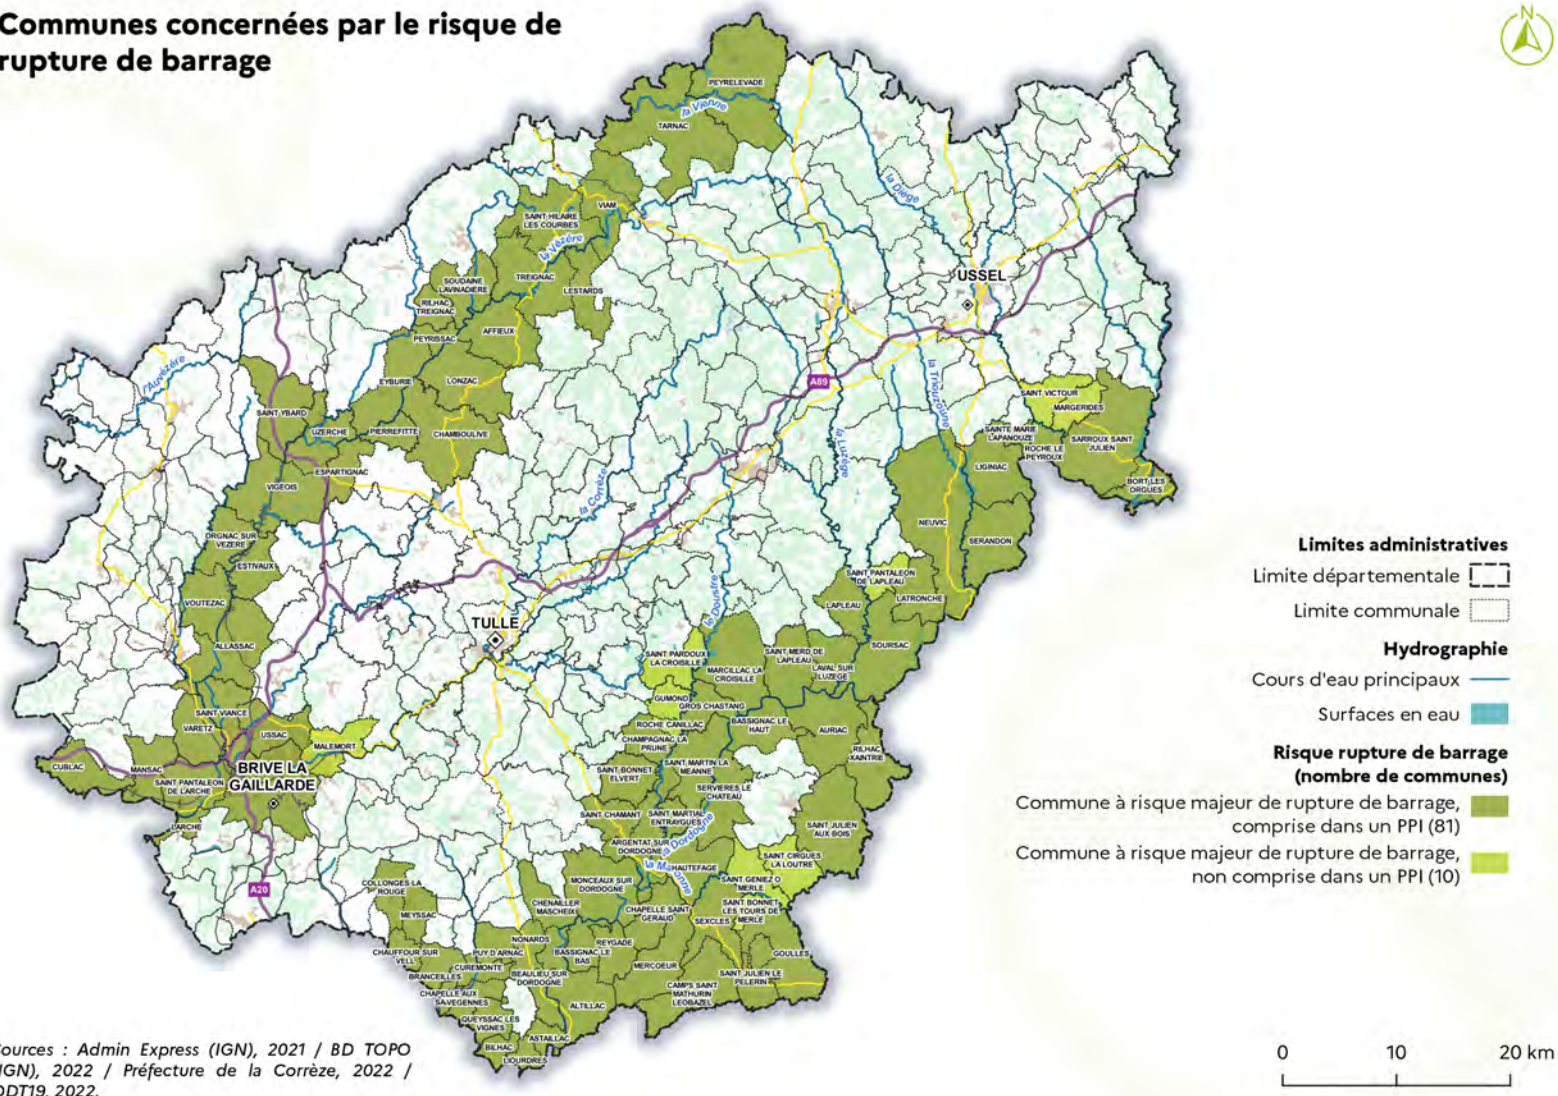 Communes concernées par le risque de
rupture de barrage
N
PEYRELEVADE
la Vienne
TARNAC
la Diège
SAINT HILAIRE
LES COURBES
VIAM
la Vézère
USSEL
TREIGNAC
SOUDAINE
LAVINADIERE
LESTARDS
RILHAC
TREIGNAC
AFFIEUX
PEYRISSAC
l'Auvézère
la Triouzoune
A89
EYBURIE
LONZAC
SAINT VICTOUR
MARGERIDES
SAINT YBARD
UZERCHE
PIERREFITTE
CHAMBOULIVE
SAINTE MARIE
LAPANOUZE
ROCHE LE
PEYROUX
SARROUX SAINT
JULIEN
la Luzège
LIGINIAC
ESPARTIGNAC
VIGEOIS
la Corrèze
BORT LES
ORGUES
NEUVIC
SERANDON
ORGNAC SUR
VEZERE
ESTIVAUX
SAINT PANTALEON
DE LAPLEAU
LATRONCHE
le Doustre
VOUTEZAC
LAPLEAU
TULLE
ALLASSAC
SOURSAC
SAINT PARDOUX
LA CROISILLE
SAINT MERD DE
LAPLEAU
MARCILLAC LA
CROISILLE
LAVAL SUR
LUZEGE
GUMOND
GROS CHASTANG
SAINT VIANCE
VARETZ
USSAC
MALEMORT
ROCHE CANILLAC
BASSIGNAC LE
HAUT
AURIAC
CHAMPAGNAC LA
PRUNE
RILHAC
XAINTRIE
CUBLAC
MANSAC
BRIVE LA
GAILLARDE
SAINT PANTALEON
DE LARCHE
SAINT MARTIN LA
MEANNE
SAINT BONNET
ELVERT
SERVIERES LE
CHATEAU
LARCHE
SAINT CHAMANT
SAINT MARTIAL
ENTRAYGUES
SAINT JULIEN
AUX BOIS
ARGENTAT SUR
DORDOGNE
la Dordogne
la Maronne
HAUTEFAGE
SAINT CIRGUES
LA LOUTRE
A20
COLLONGES LA
ROUGE
MONCEAUX SUR
DORDOGNE
SAINT GENIEZ O
MERLE
CHENAILLER
MASCHEIX
CHAPELLE SAINT
GERAUD
SAINT BONNET
LES TOURS DE
MERLE
MEYSSAC
SEXCLES
NONARDS
REYGADE
CHAUFFOUR SUR
VELL
PUY D'ARNAC
BASSIGNAC LE
BAS
GOULLES
CUREMONTE
MERCOEUR
BRANCEILLES
BEAULIEU SUR
DORDOGNE
SAINT JULIEN LE
PELERIN
CHAPELLE AUX
SAVEGENNES
CAMPS SAINT
MATHURIN
LEOBAZEL
ALTILLAC
QUEYSSAC LES
VIGNES
ASTAILLAC
BILHAC
LIOURDRES
Limites administratives
Limite départementale
Limite communale
Hydrographie
Cours d'eau principaux
Surfaces en eau
Risque rupture de barrage
(nombre de communes)
Commune à risque majeur de rupture de barrage,
comprise dans un PPI (81)
Commune à risque majeur de rupture de barrage,
non comprise dans un PPI (10)
0 10 20 km
ources : Admin Express (IGN), 2021 / BD TOPO
IGN), 2022 / Préfecture de la Corrèze, 2022 /
DDT19, 2022.